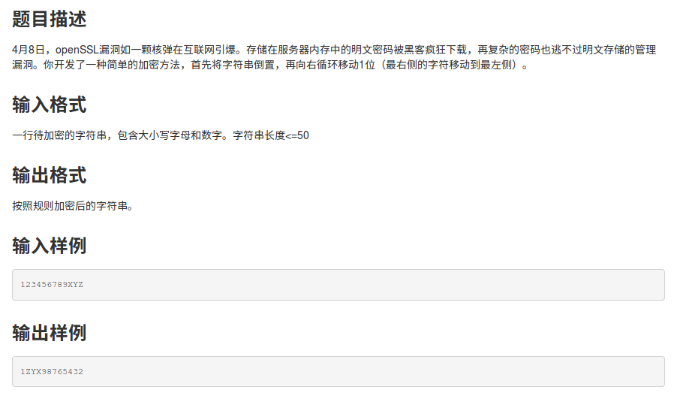 题目描述
4月8日，openSSL漏洞如一颗核弹在互联网引爆。存储在服务器内存中的明文密码被黑客疯狂下载，再复杂的密码也逃不过明文存储的管理
漏洞。你开发了一种简单的加密方法，首先将字符串倒置，再向右循环移动1位（最右侧的字符移动到最左侧）。
输入格式
一行待加密的字符串，包含大小写字母和数字。字符串长度<=50
输出格式
按照规则加密后的字符串。
输入样例
123456789XYZ
输出样例
1ZYX98765432